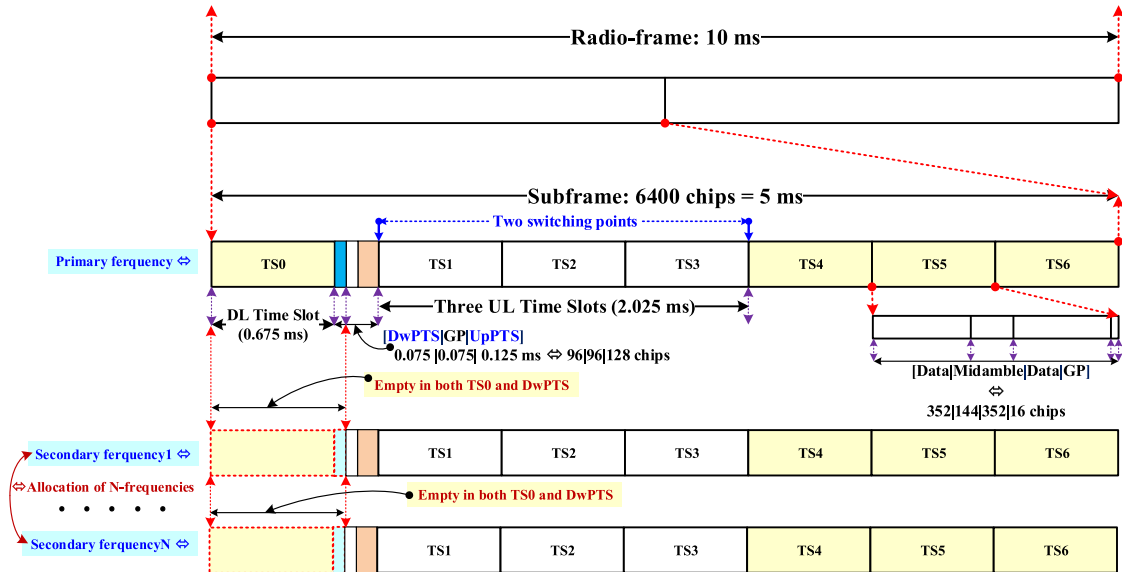 Radio-frame: 10 ms
Subframe: 6400 chips = 5 ms
Two switching points
Primary ferquency ⇔
TS0
TS1
TS2
TS3
TS4
TS5
TS6
DL Time Slot
(0.675 ms)
Three UL Time Slots (2.025 ms)
[DwPTS|GP|UpPTS]
0.075 |0.075| 0.125 ms ⇔ 96|96|128 chips
[Data|Midamble|Data|GP]
⇔
352|144|352|16 chips
Empty in both TS0 and DwPTS
Secondary ferquency1 ⇔
TS1
TS2
TS3
TS4
TS5
TS6
⇔Allocation of N-frequencies
• • • • •
Empty in both TS0 and DwPTS
Secondary ferquencyN ⇔
TS1
TS2
TS3
TS4
TS5
TS6